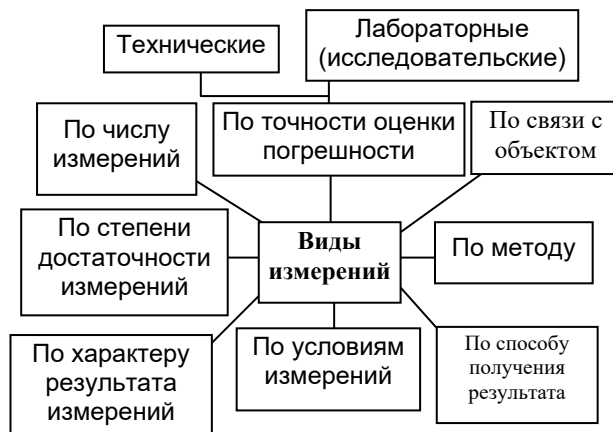 Технические
Лабораторные
(исследовательские)
По числу
измерений
По точности оценки
погрешности
По связи с
объектом
По степени
достаточности
измерений
Виды
измерений
По методу
По характеру
результата
измерений
По условиям
измерений
По способу
получения
результата